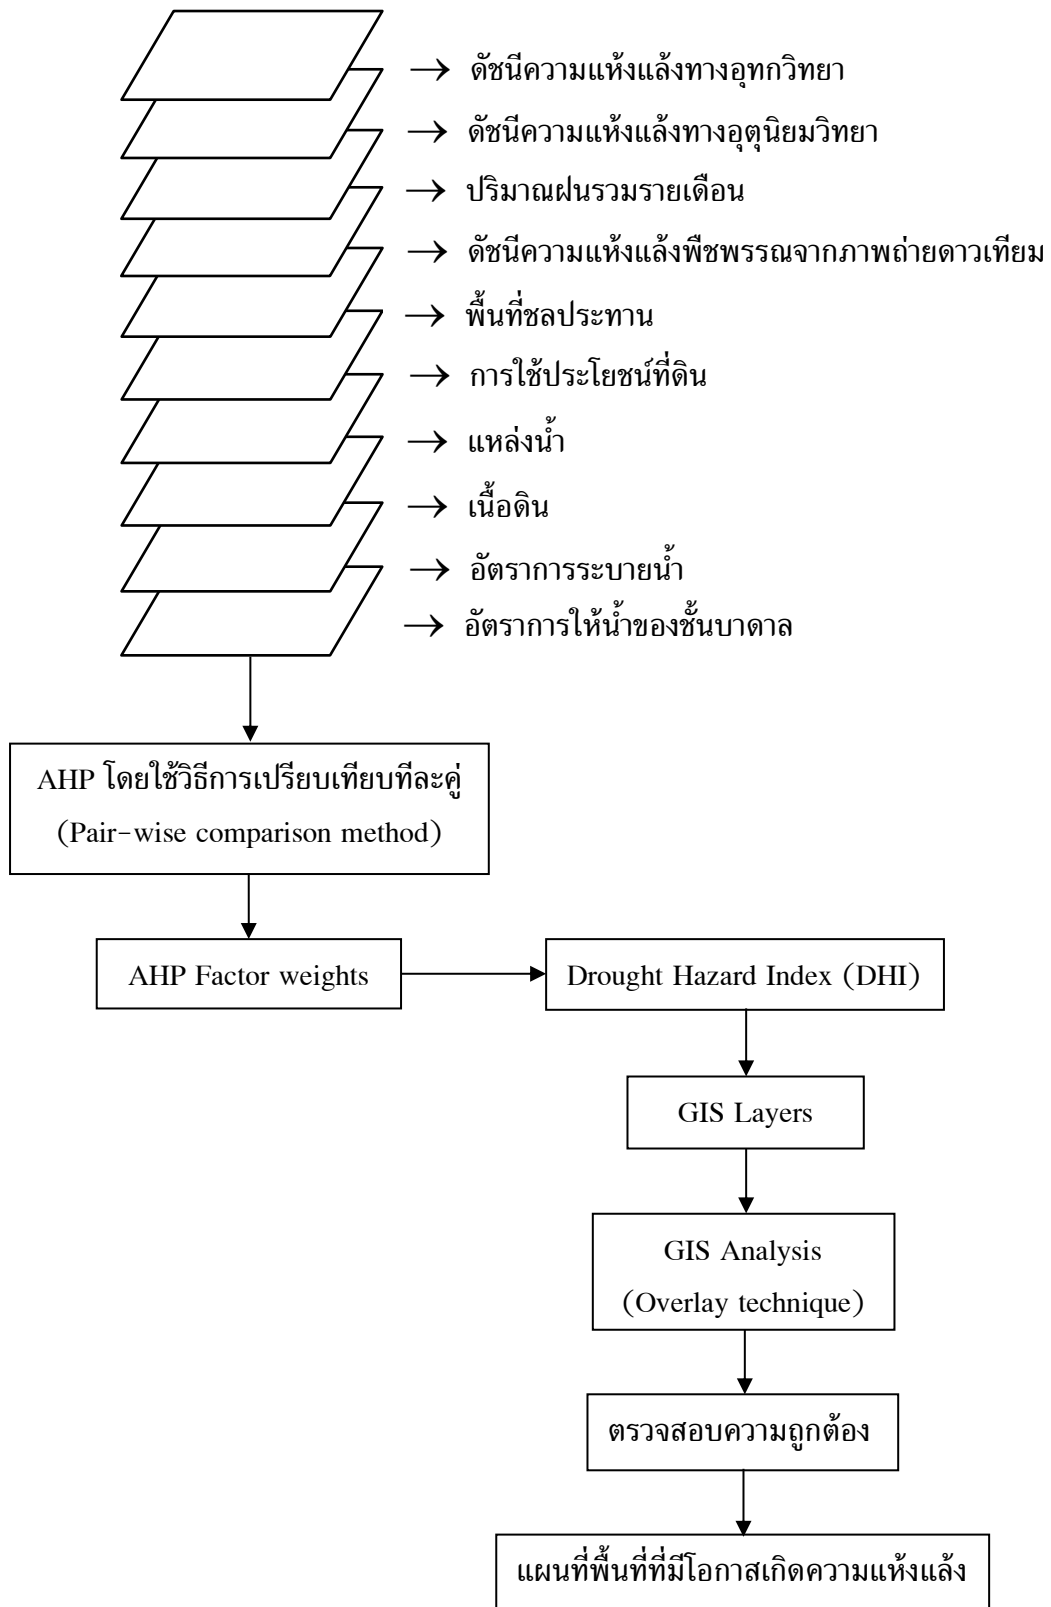 ดัชนีความแห้งแล้งทางอุทกวิทยา
ดัชนีความแห้งแล้งทางอุตุนิยมวิทยา
ปริมาณฝนรวมรายเดือน
ดัชนีความแห้งแล้งพืชพรรณจากภาพถ่ายดาวเทียม
พื้นที่ชลประทาน
การใช้ประโยชน์ที่ดิน
แหล่งน้ำ
เนื้อดิน
อัตราการระบายน้ำ
อัตราการให้น้ำของชั้นบาดาล
AHP โดยใช้วิธีการเปรียบเทียบทีละคู่
(Pair-wise comparison method)
AHP Factor weights
Drought Hazard Index (DHI)
GIS Layers
GIS Analysis
(Overlay technique)
ตรวจสอบความถูกต้อง
แผนที่พื้นที่ที่มีโอกาสเกิดความแห้งแล้ง